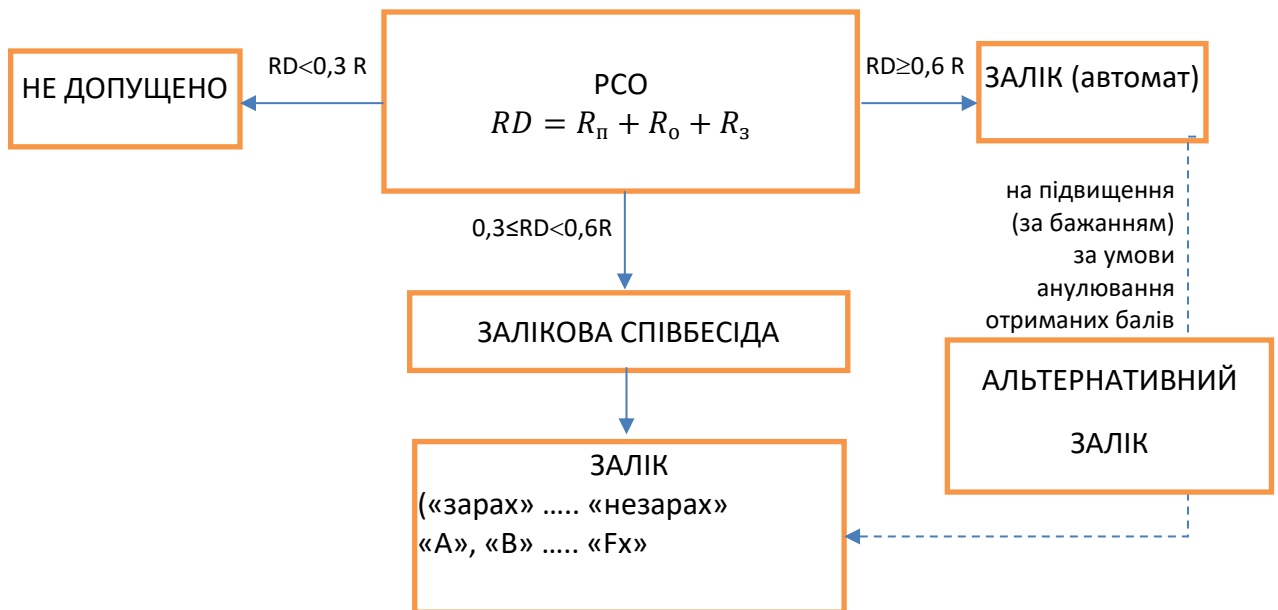 RD<0,3 R
НЕ ДОПУЩЕНО
РСО
RD = Rп + Rо + Rз
RD≥0,6 R
ЗАЛІК (автомат)
0,3≤RD<0,6R
на підвищення
(за бажанням)
за умови
анулювання
отриманих балів
ЗАЛІКОВА СПІВБЕСІДА
АЛЬТЕРНАТИВНИЙ
ЗАЛІК
ЗАЛІК
(«зарах» ..... «незарах»
«А», «В» ..... «Fx»